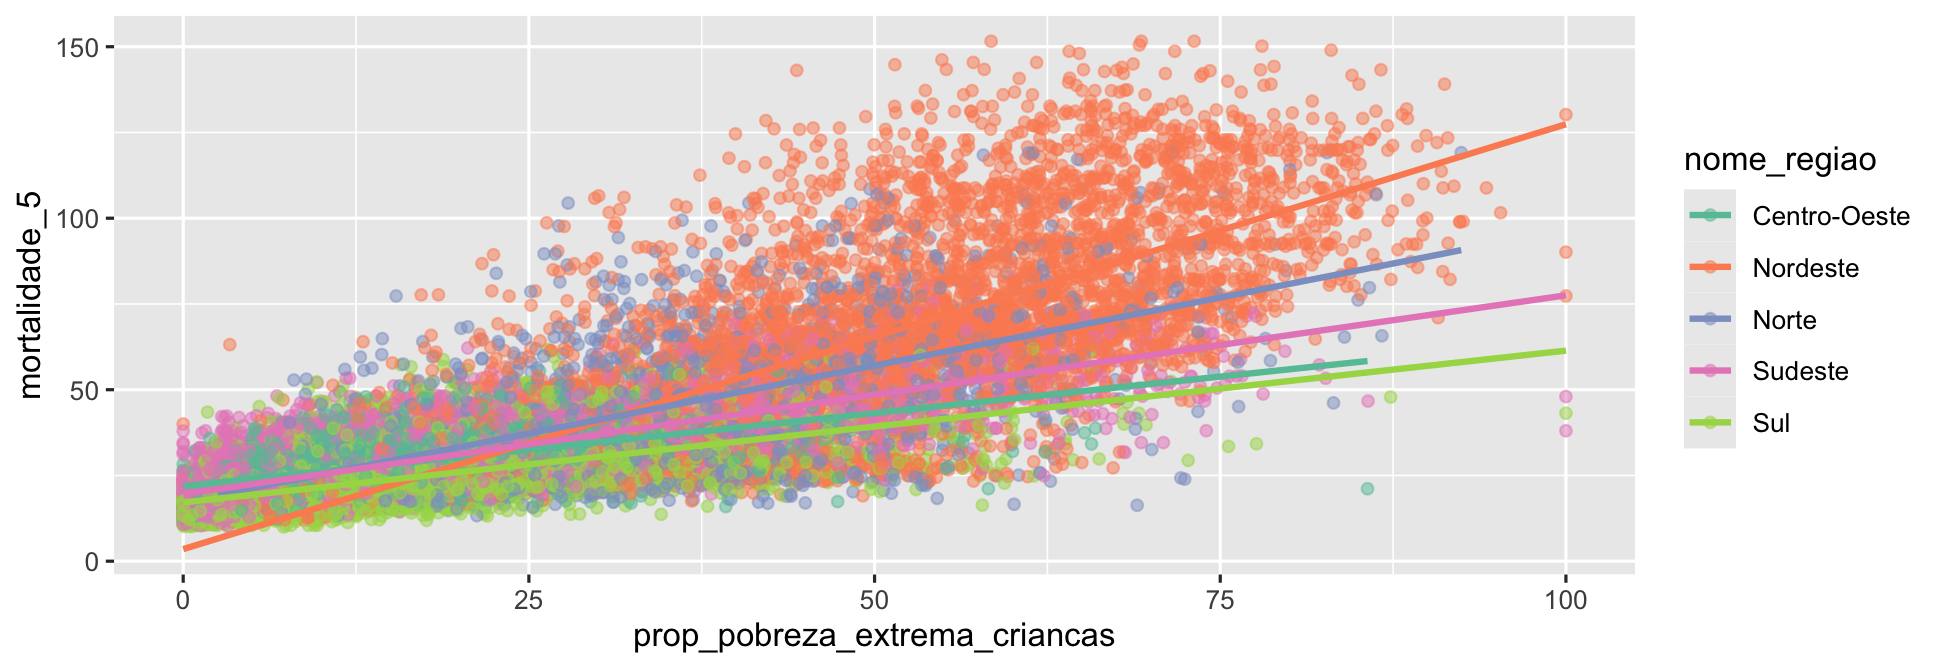 150
100
50
0
mortalidade_5
0 25 50 75 100
prop_pobreza_extrema_criancas
nome_regiao
Centro-Oeste
Nordeste
Norte
Sudeste
Sul